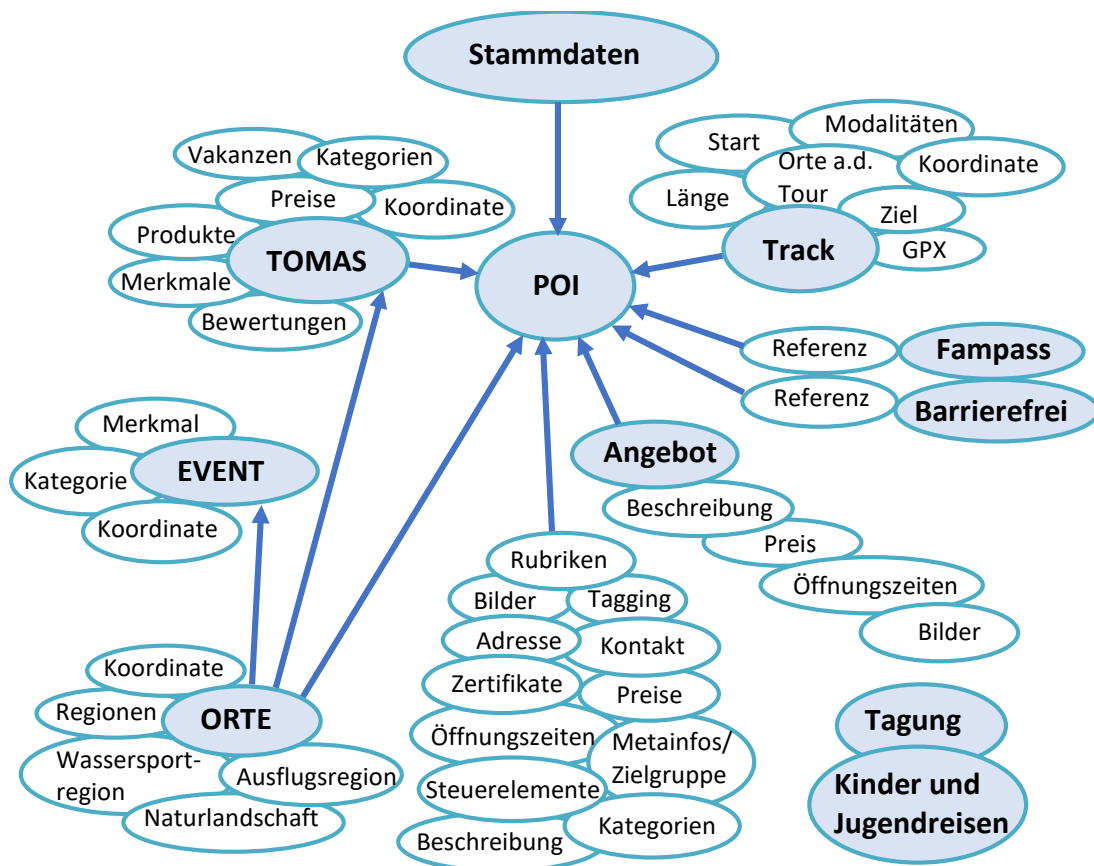 Stammdaten
Vakanzen
Kategorien
Preise
Koordinate
Produkte
TOMAS
Merkmale
Bewertungen
POI
Start
Modalitäten
Orte a.d.
Tour
Koordinate
Länge
Ziel
Track
GPX
Referenz
Fampass
Referenz
Barrierefrei
Merkmal
EVENT
Kategorie
Koordinate
Angebot
Beschreibung
Preis
Öffnungszeiten
Bilder
Rubriken
Bilder
Tagging
Adresse
Kontakt
Zertifikate
Preise
Öffnungszeiten
Metainfos/
Zielgruppe
Steuerelemente
Kategorien
Beschreibung
Koordinate
Regionen
ORTE
Wassersport-
region
Ausflugsregion
Naturlandschaft
Tagung
Kinder und
Jugendreisen